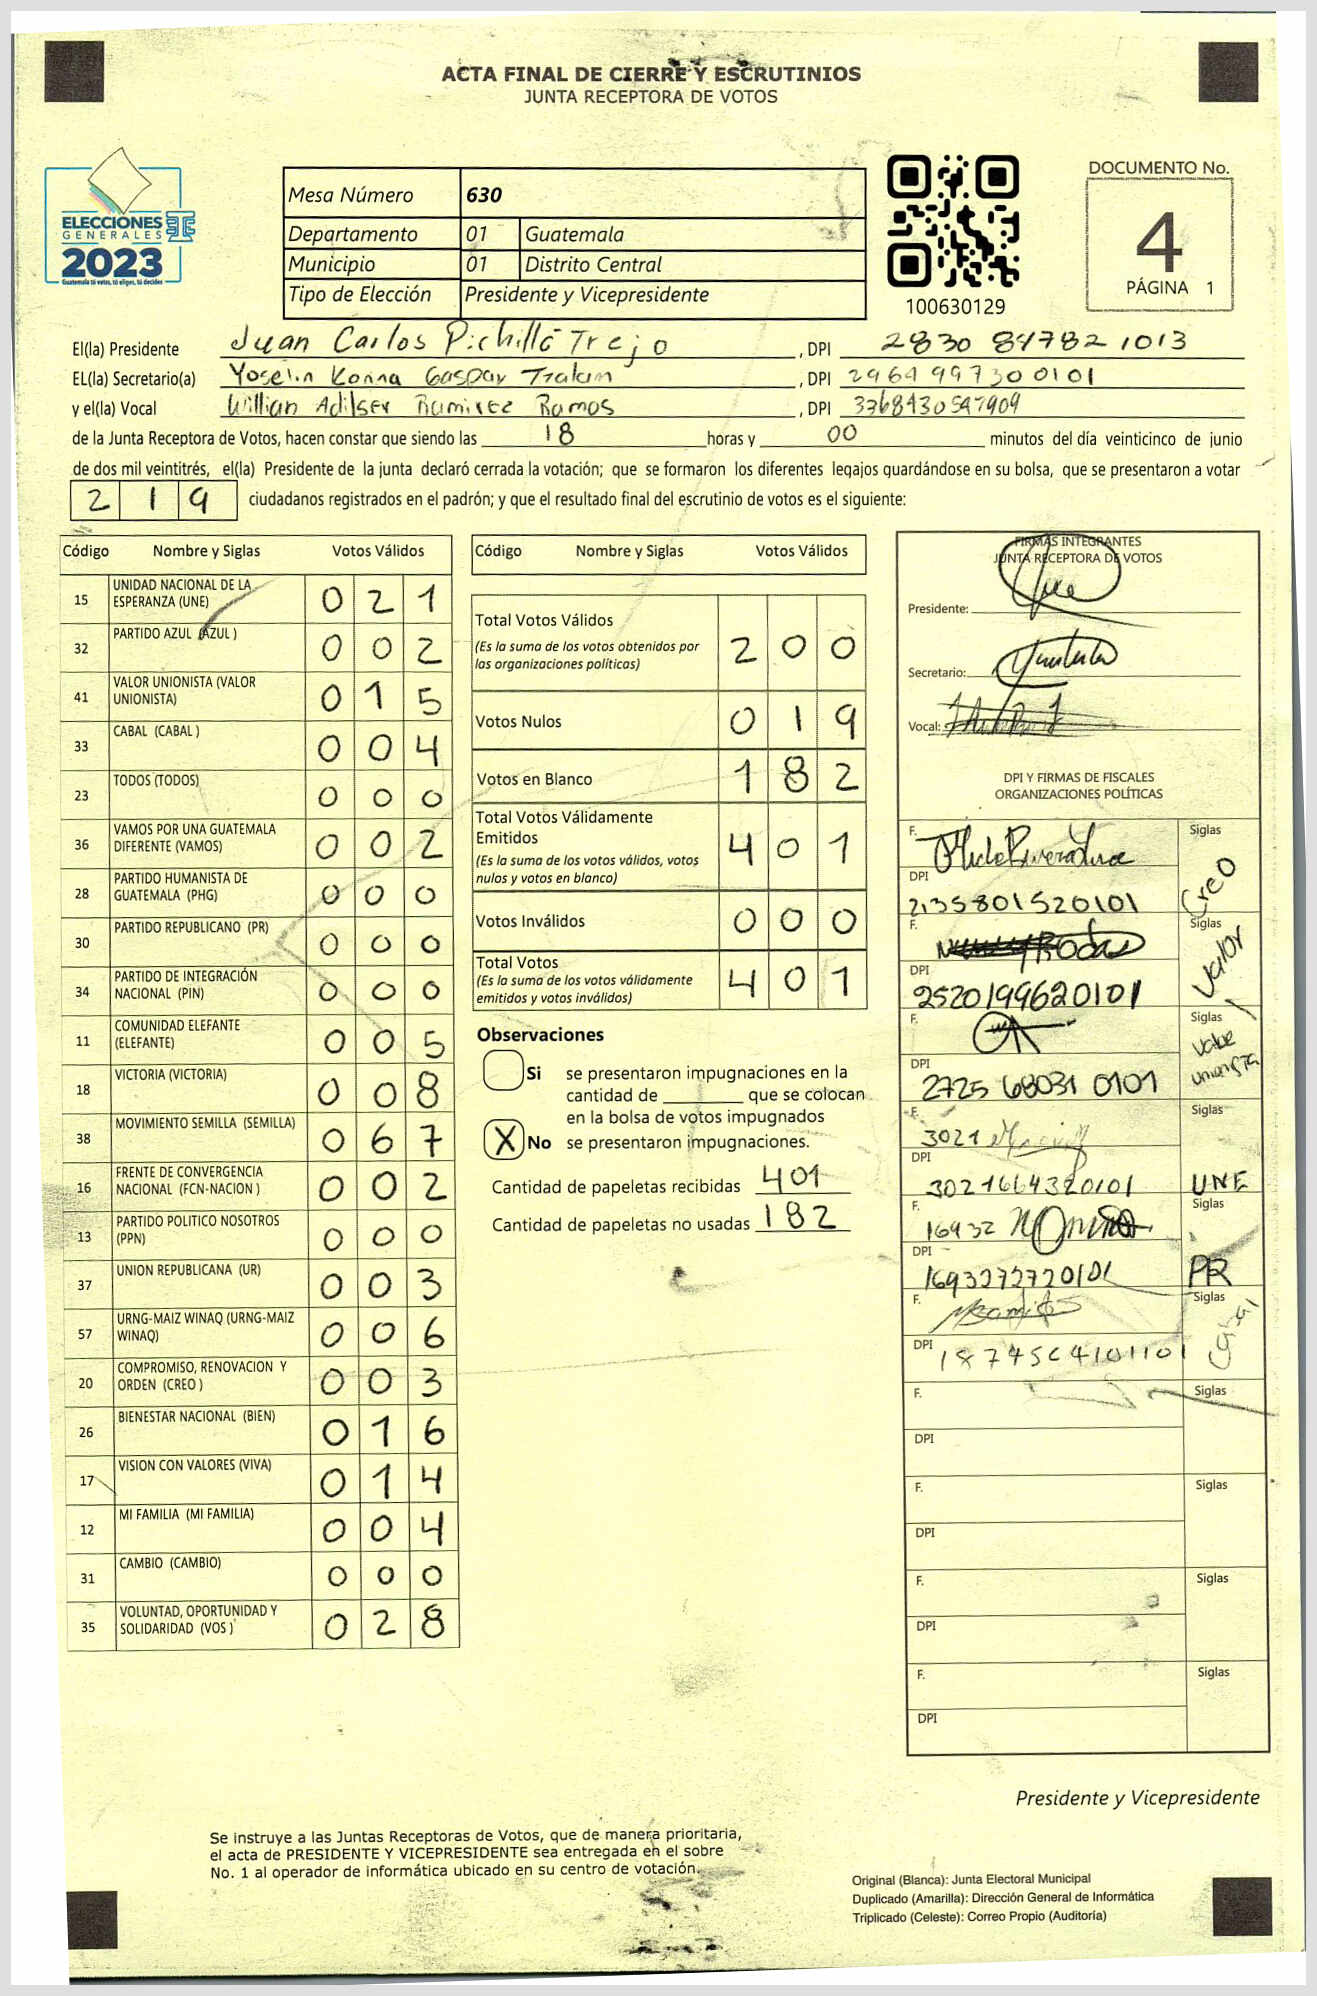 ACTA FINAL DE CIERRE Y ESCRUTINIOS
JUNTA RECEPTORA DE VOTOS
ELECCIONES
GENERALES
2023
Guatemala tú votas, tú eliges, tú decides
Mesa Número 630
Departamento 01 Guatemala
Municipio 01 Distrito Central
Tipo de Elección Presidente y Vicepresidente
100630129
DOCUMENTO No.
4
PÁGINA 1
El(la) Presidente Juan Carlos Pichillá Trejo, DPI 2830 847821013
EL(la) Secretario(a) Yoselin Gaspar, DPI 2964 997300101
y el(la) Vocal Willian Adilser Ramirez Ramos, DPI
de la Junta Receptora de Votos, hacen constar que siendo las 18 horas y 00 minutos del día veinticinco de junio
de dos mil veintitrés, el(la) Presidente de la junta declaró cerrada la votación; que se formaron los diferentes legajos guardándose en su bolsa, que se presentaron a votar
219 ciudadanos registrados en el padrón; y que el resultado final del escrutinio de votos es el siguiente:
Código Nombre y Siglas Votos Válidos
15 UNIDAD NACIONAL DE LA ESPERANZA (UNE) 0 2 1
32 PARTIDO AZUL (AZUL ) 0 0 2
41 VALOR UNIONISTA (VALOR UNIONISTA) 0 1 5
33 CABAL (CABAL ) 0 0 4
23 TODOS (TODOS) 0 0 0
36 VAMOS POR UNA GUATEMALA DIFERENTE (VAMOS) 0 0 2
28 PARTIDO HUMANISTA DE GUATEMALA (PHG) 0 0 0
30 PARTIDO REPUBLICANO (PR) 0 0 0
34 PARTIDO DE INTEGRACIÓN NACIONAL (PIN) 0 0 0
11 COMUNIDAD ELEFANTE (ELEFANTE) 0 0 5
18 VICTORIA (VICTORIA) 0 0 8
38 MOVIMIENTO SEMILLA (SEMILLA) 0 6 7
16 FRENTE DE CONVERGENCIA NACIONAL (FCN-NACION ) 0 0 2
13 PARTIDO POLITICO NOSOTROS (PPN) 0 0 0
37 UNION REPUBLICANA (UR) 0 0 3
57 URNG-MAIZ WINAQ (URNG-MAIZ WINAQ) 0 0 6
20 COMPROMISO, RENOVACION Y ORDEN (CREO ) 0 0 3
26 BIENESTAR NACIONAL (BIEN) 0 1 6
17 VISION CON VALORES (VIVA) 0 1 4
12 MI FAMILIA (MI FAMILIA) 0 0 4
31 CAMBIO (CAMBIO) 0 0 0
35 VOLUNTAD, OPORTUNIDAD Y SOLIDARIDAD (VOS ) 0 2 8
Código Nombre y Siglas Votos Válidos
Total Votos Válidos 2 0 0
(Es la suma de los votos obtenidos por
las organizaciones políticas)
Votos Nulos 0 1 9
Votos en Blanco 1 8 2
Total Votos Válidamente
Emitidos 4 0 1
(Es la suma de los votos válidos, votos
nulos y votos en blanco)
Votos Inválidos 0 0 0
Total Votos 4 0 1
(Es la suma de los votos válidamente
emitidos y votos inválidos)
Observaciones
Si se presentaron impugnaciones en la
cantidad de ________ que se colocan
en la bolsa de votos impugnados
X No se presentaron impugnaciones.
Cantidad de papeletas recibidas 401
Cantidad de papeletas no usadas 182
FIRMAS INTEGRANTES
JUNTA RECEPTORA DE VOTOS
Presidente:
Secretario:
Vocal:
DPI Y FIRMAS DE FISCALES
ORGANIZACIONES POLÍTICAS
F. Siglas
DPI Creo
2135801520101
F. Siglas
DPI Valor
2520199620101
F. Siglas
DPI
2725 68031 0101
F. 3021 Siglas
DPI
3021664320101 UNE
F. 16932 Siglas
DPI
1693272720101 PR
F. Siglas
DPI
F. Siglas
DPI
F. Siglas
DPI
F. Siglas
DPI
F. Siglas
DPI
Presidente y Vicepresidente
Se instruye a las Juntas Receptoras de Votos, que de manera prioritaria,
el acta de PRESIDENTE Y VICEPRESIDENTE sea entregada en el sobre
No. 1 al operador de informática ubicado en su centro de votación.
Original (Blanca): Junta Electoral Municipal
Duplicado (Amarilla): Dirección General de Informática
Triplicado (Celeste): Correo Propio (Auditoría)